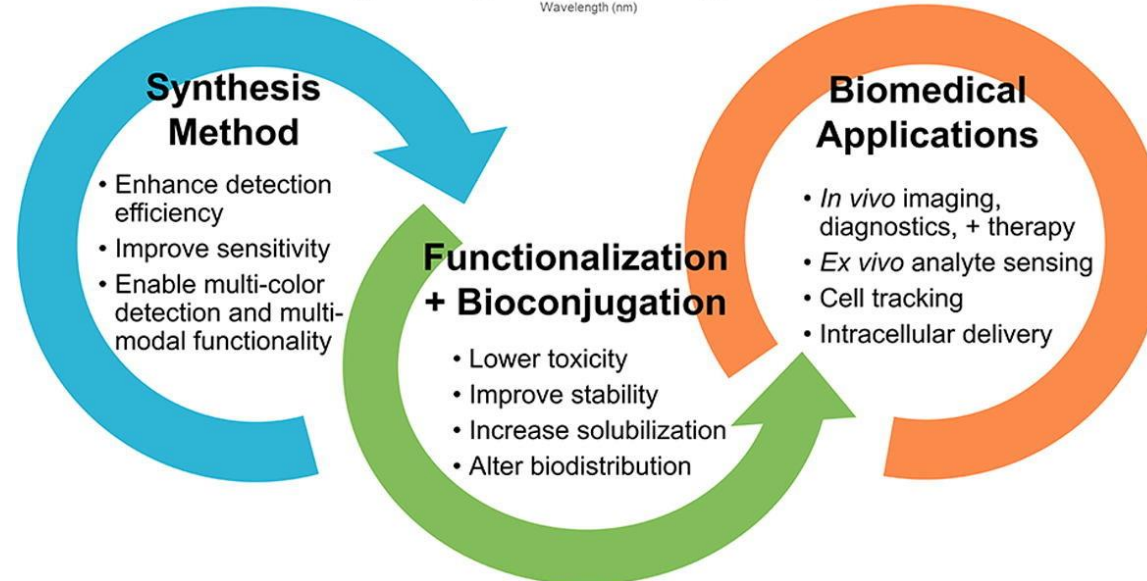 Wavelength (nm)
Synthesis
Method
• Enhance detection
efficiency
• Improve sensitivity
• Enable multi-color
detection and multi-
modal functionality
Functionalization
+ Bioconjugation
• Lower toxicity
• Improve stability
• Increase solubilization
• Alter biodistribution
Biomedical
Applications
• In vivo imaging,
diagnostics, + therapy
• Ex vivo analyte sensing
• Cell tracking
• Intracellular delivery